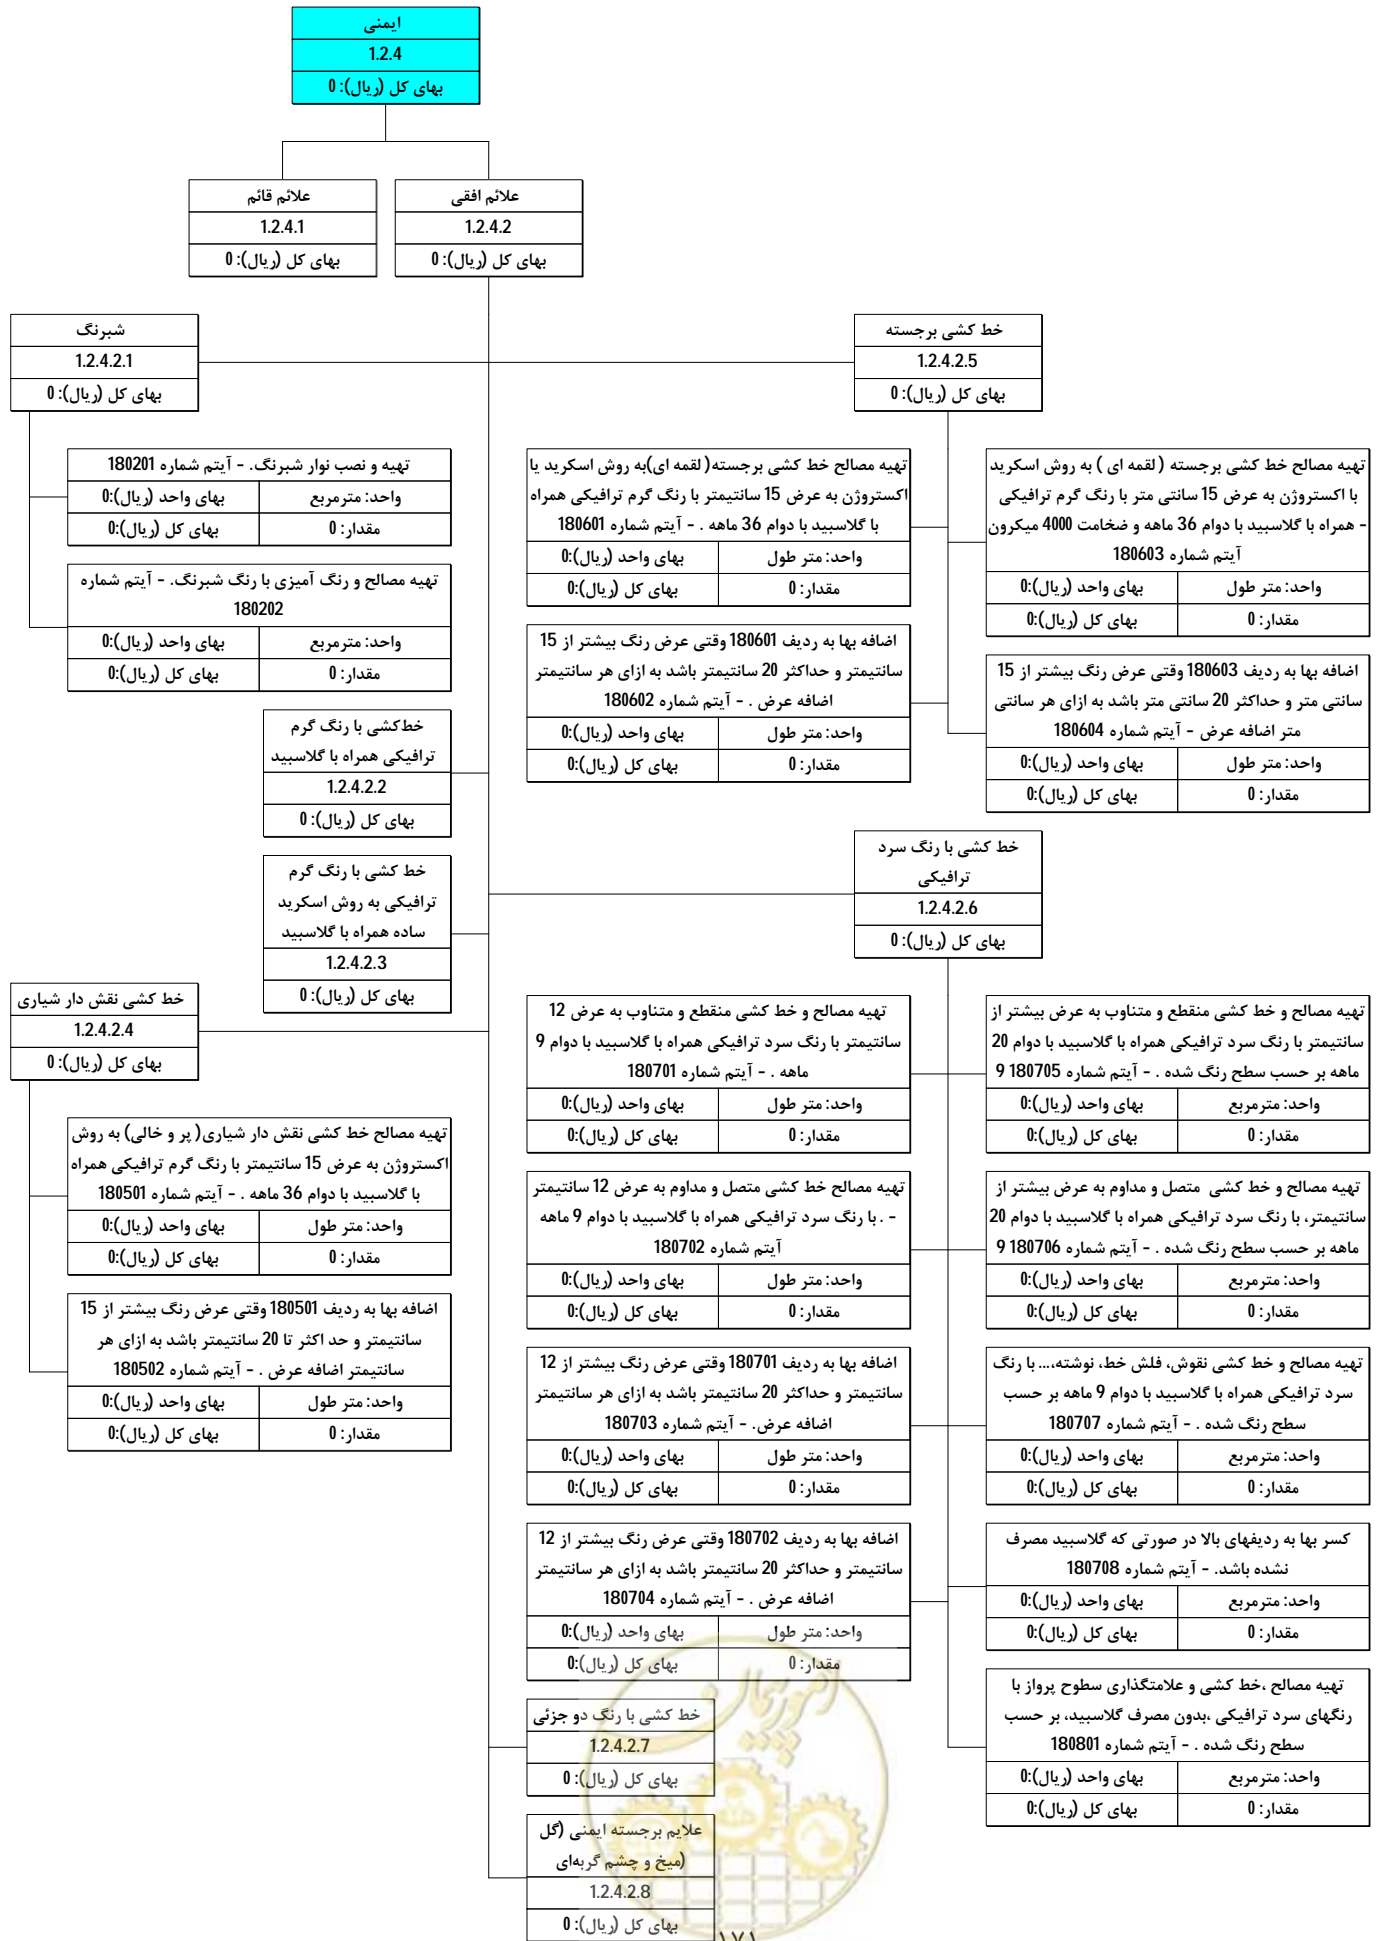 ایمنی
1.2.4
بهای کل (ریال): 0
علائم قائم
1.2.4.1
بهای کل (ریال): 0
علائم افقی
1.2.4.2
بهای کل (ریال): 0
شبرنگ
1.2.4.2.1
بهای کل (ریال): 0
تهیه و نصب نوار شبرنگ. - آیتم شماره 180201
واحد: مترمربع
بهای واحد (ریال):0
مقدار: 0
بهای کل (ریال):0
تهیه مصالح و رنگ آمیزی با رنگ شبرنگ. - آیتم شماره
180202
واحد: مترمربع
بهای واحد (ریال):0
مقدار: 0
بهای کل (ریال):0
خط‌کشی با رنگ گرم
ترافیکی همراه با گلاسبید
1.2.4.2.2
بهای کل (ریال): 0
خط کشی با رنگ گرم
ترافیکی به روش اسکرید
ساده همراه با گلاسبید
1.2.4.2.3
بهای کل (ریال): 0
خط کشی نقش دار شیاری
1.2.4.2.4
بهای کل (ریال): 0
تهیه مصالح خط کشی نقش دار شیاری( پر و خالی) به روش
اکستروژن به عرض 15 سانتیمتر با رنگ گرم ترافیکی همراه
با گلاسبید با دوام 36 ماهه . - آیتم شماره 180501
واحد: متر طول
بهای واحد (ریال):0
مقدار: 0
بهای کل (ریال):0
اضافه بها به ردیف 180501 وقتی عرض رنگ بیشتر از 15
سانتیمتر و حد اکثر تا 20 سانتیمتر باشد به ازای هر
سانتیمتر اضافه عرض . - آیتم شماره 180502
واحد: متر طول
بهای واحد (ریال):0
مقدار: 0
بهای کل (ریال):0
خط کشی برجسته
1.2.4.2.5
بهای کل (ریال): 0
تهیه مصالح خط کشی برجسته( لقمه ای)به روش اسکرید یا
اکستروژن به عرض 15 سانتیمتر با رنگ گرم ترافیکی همراه
با گلاسبید با دوام 36 ماهه . - آیتم شماره 180601
واحد: متر طول
بهای واحد (ریال):0
مقدار: 0
بهای کل (ریال):0
اضافه بها به ردیف 180601 وقتی عرض رنگ بیشتر از 15
سانتیمتر و حداکثر 20 سانتیمتر باشد به ازای هر سانتیمتر
اضافه عرض . - آیتم شماره 180602
واحد: متر طول
بهای واحد (ریال):0
مقدار: 0
بهای کل (ریال):0
تهیه مصالح خط کشی برجسته ( لقمه ای ) به روش اسکرید
با اکستروژن به عرض 15 سانتی متر با رنگ گرم ترافیکی
همراه با گلاسبید با دوام 36 ماهه و ضخامت 4000 میکرون -
آیتم شماره 180603
واحد: متر طول
بهای واحد (ریال):0
مقدار: 0
بهای کل (ریال):0
اضافه بها به ردیف 180603 وقتی عرض رنگ بیشتر از 15
سانتی متر و حداکثر 20 سانتی متر باشد به ازای هر سانتی
متر اضافه عرض - آیتم شماره 180604
واحد: متر طول
بهای واحد (ریال):0
مقدار: 0
بهای کل (ریال):0
خط کشی با رنگ سرد
ترافیکی
1.2.4.2.6
بهای کل (ریال): 0
تهیه مصالح و خط کشی منقطع و متناوب به عرض 12
سانتیمتر با رنگ سرد ترافیکی همراه با گلاسبید با دوام 9
ماهه . - آیتم شماره 180701
واحد: متر طول
بهای واحد (ریال):0
مقدار: 0
بهای کل (ریال):0
تهیه مصالح خط کشی متصل و مداوم به عرض 12 سانتیمتر
با رنگ سرد ترافیکی همراه با گلاسبید با دوام 9 ماهه . -
آیتم شماره 180702
واحد: متر طول
بهای واحد (ریال):0
مقدار: 0
بهای کل (ریال):0
اضافه بها به ردیف 180701 وقتی عرض رنگ بیشتر از 12
سانتیمتر و حداکثر 20 سانتیمتر باشد به ازای هر سانتیمتر
اضافه عرض. - آیتم شماره 180703
واحد: متر طول
بهای واحد (ریال):0
مقدار: 0
بهای کل (ریال):0
اضافه بها به ردیف 180702 وقتی عرض رنگ بیشتر از 12
سانتیمتر و حداکثر 20 سانتیمتر باشد به ازای هر سانتیمتر
اضافه عرض . - آیتم شماره 180704
واحد: متر طول
بهای واحد (ریال):0
مقدار: 0
بهای کل (ریال):0
تهیه مصالح و خط کشی منقطع و متناوب به عرض بیشتر از
20 سانتیمتر با رنگ سرد ترافیکی همراه با گلاسبید با دوام
9 ماهه بر حسب سطح رنگ شده . - آیتم شماره 180705
واحد: مترمربع
بهای واحد (ریال):0
مقدار: 0
بهای کل (ریال):0
تهیه مصالح و خط کشی متصل و مداوم به عرض بیشتر از
20 سانتیمتر، با رنگ سرد ترافیکی همراه با گلاسبید با دوام
9 ماهه بر حسب سطح رنگ شده . - آیتم شماره 180706
واحد: مترمربع
بهای واحد (ریال):0
مقدار: 0
بهای کل (ریال):0
تهیه مصالح و خط کشی نقوش، فلش خط، نوشته،... با رنگ
سرد ترافیکی همراه با گلاسبید با دوام 9 ماهه بر حسب
سطح رنگ شده . - آیتم شماره 180707
واحد: مترمربع
بهای واحد (ریال):0
مقدار: 0
بهای کل (ریال):0
کسر بها به ردیفهای بالا در صورتی که گلاسبید مصرف
نشده باشد. - آیتم شماره 180708
واحد: مترمربع
بهای واحد (ریال):0
مقدار: 0
بهای کل (ریال):0
تهیه مصالح ،خط کشی و علامتگذاری سطوح پرواز با
رنگهای سرد ترافیکی ،بدون مصرف گلاسبید، بر حسب
سطح رنگ شده . - آیتم شماره 180801
واحد: مترمربع
بهای واحد (ریال):0
مقدار: 0
بهای کل (ریال):0
خط کشی با رنگ دو جزئی
1.2.4.2.7
بهای کل (ریال): 0
علایم برجسته ایمنی (گل
میخ و چشم گربه‌ای)
1.2.4.2.8
بهای کل (ریال): 0
امور پیمان
۱۷۱